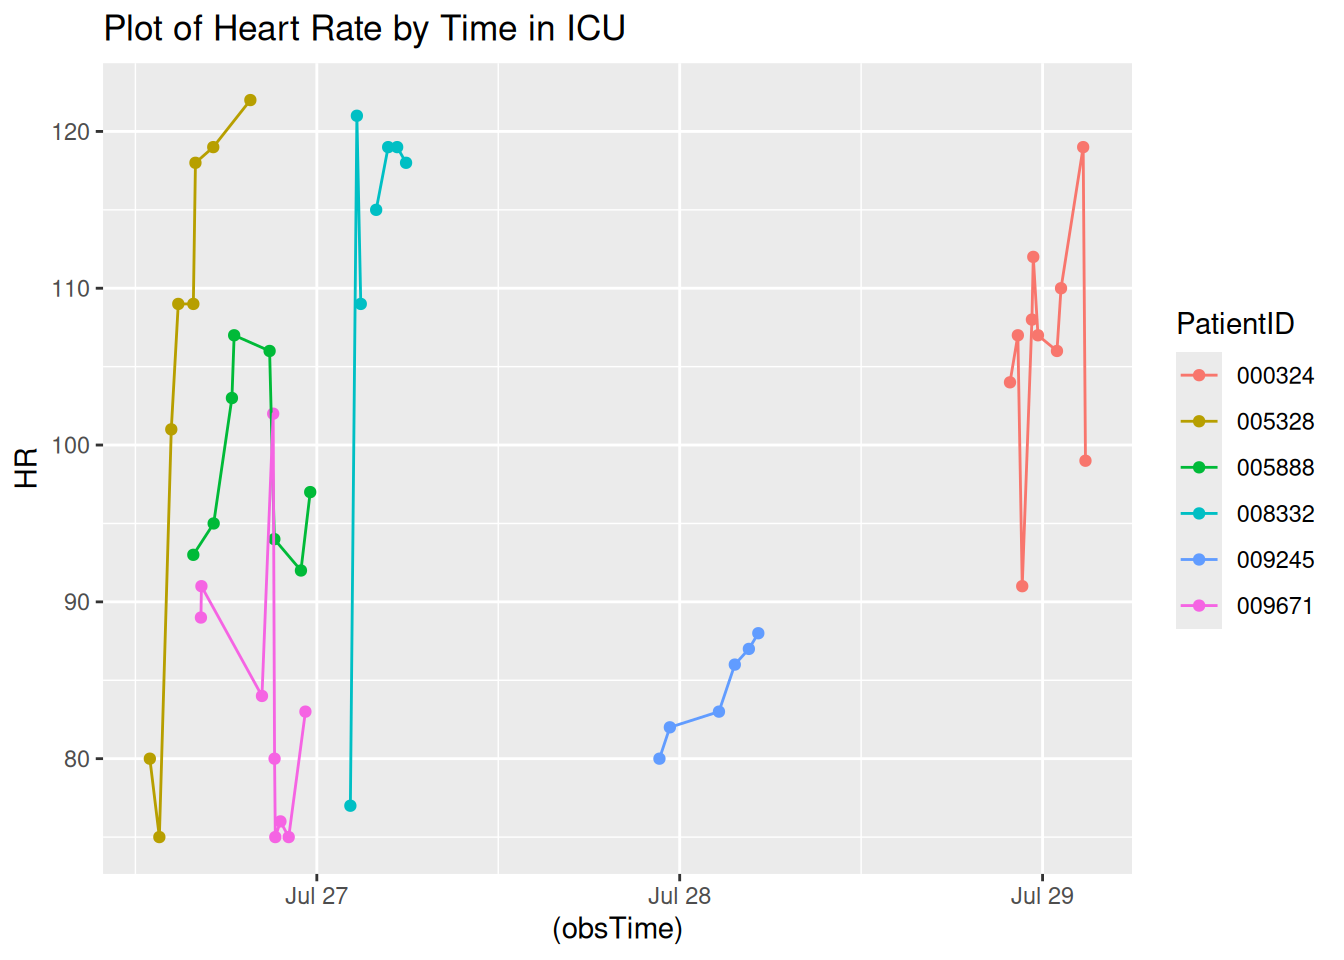 Plot of Heart Rate by Time in ICU
120
110
100
90
80
HR
Jul 27
Jul 28
Jul 29
(obsTime)
PatientID
000324
005328
005888
008332
009245
009671